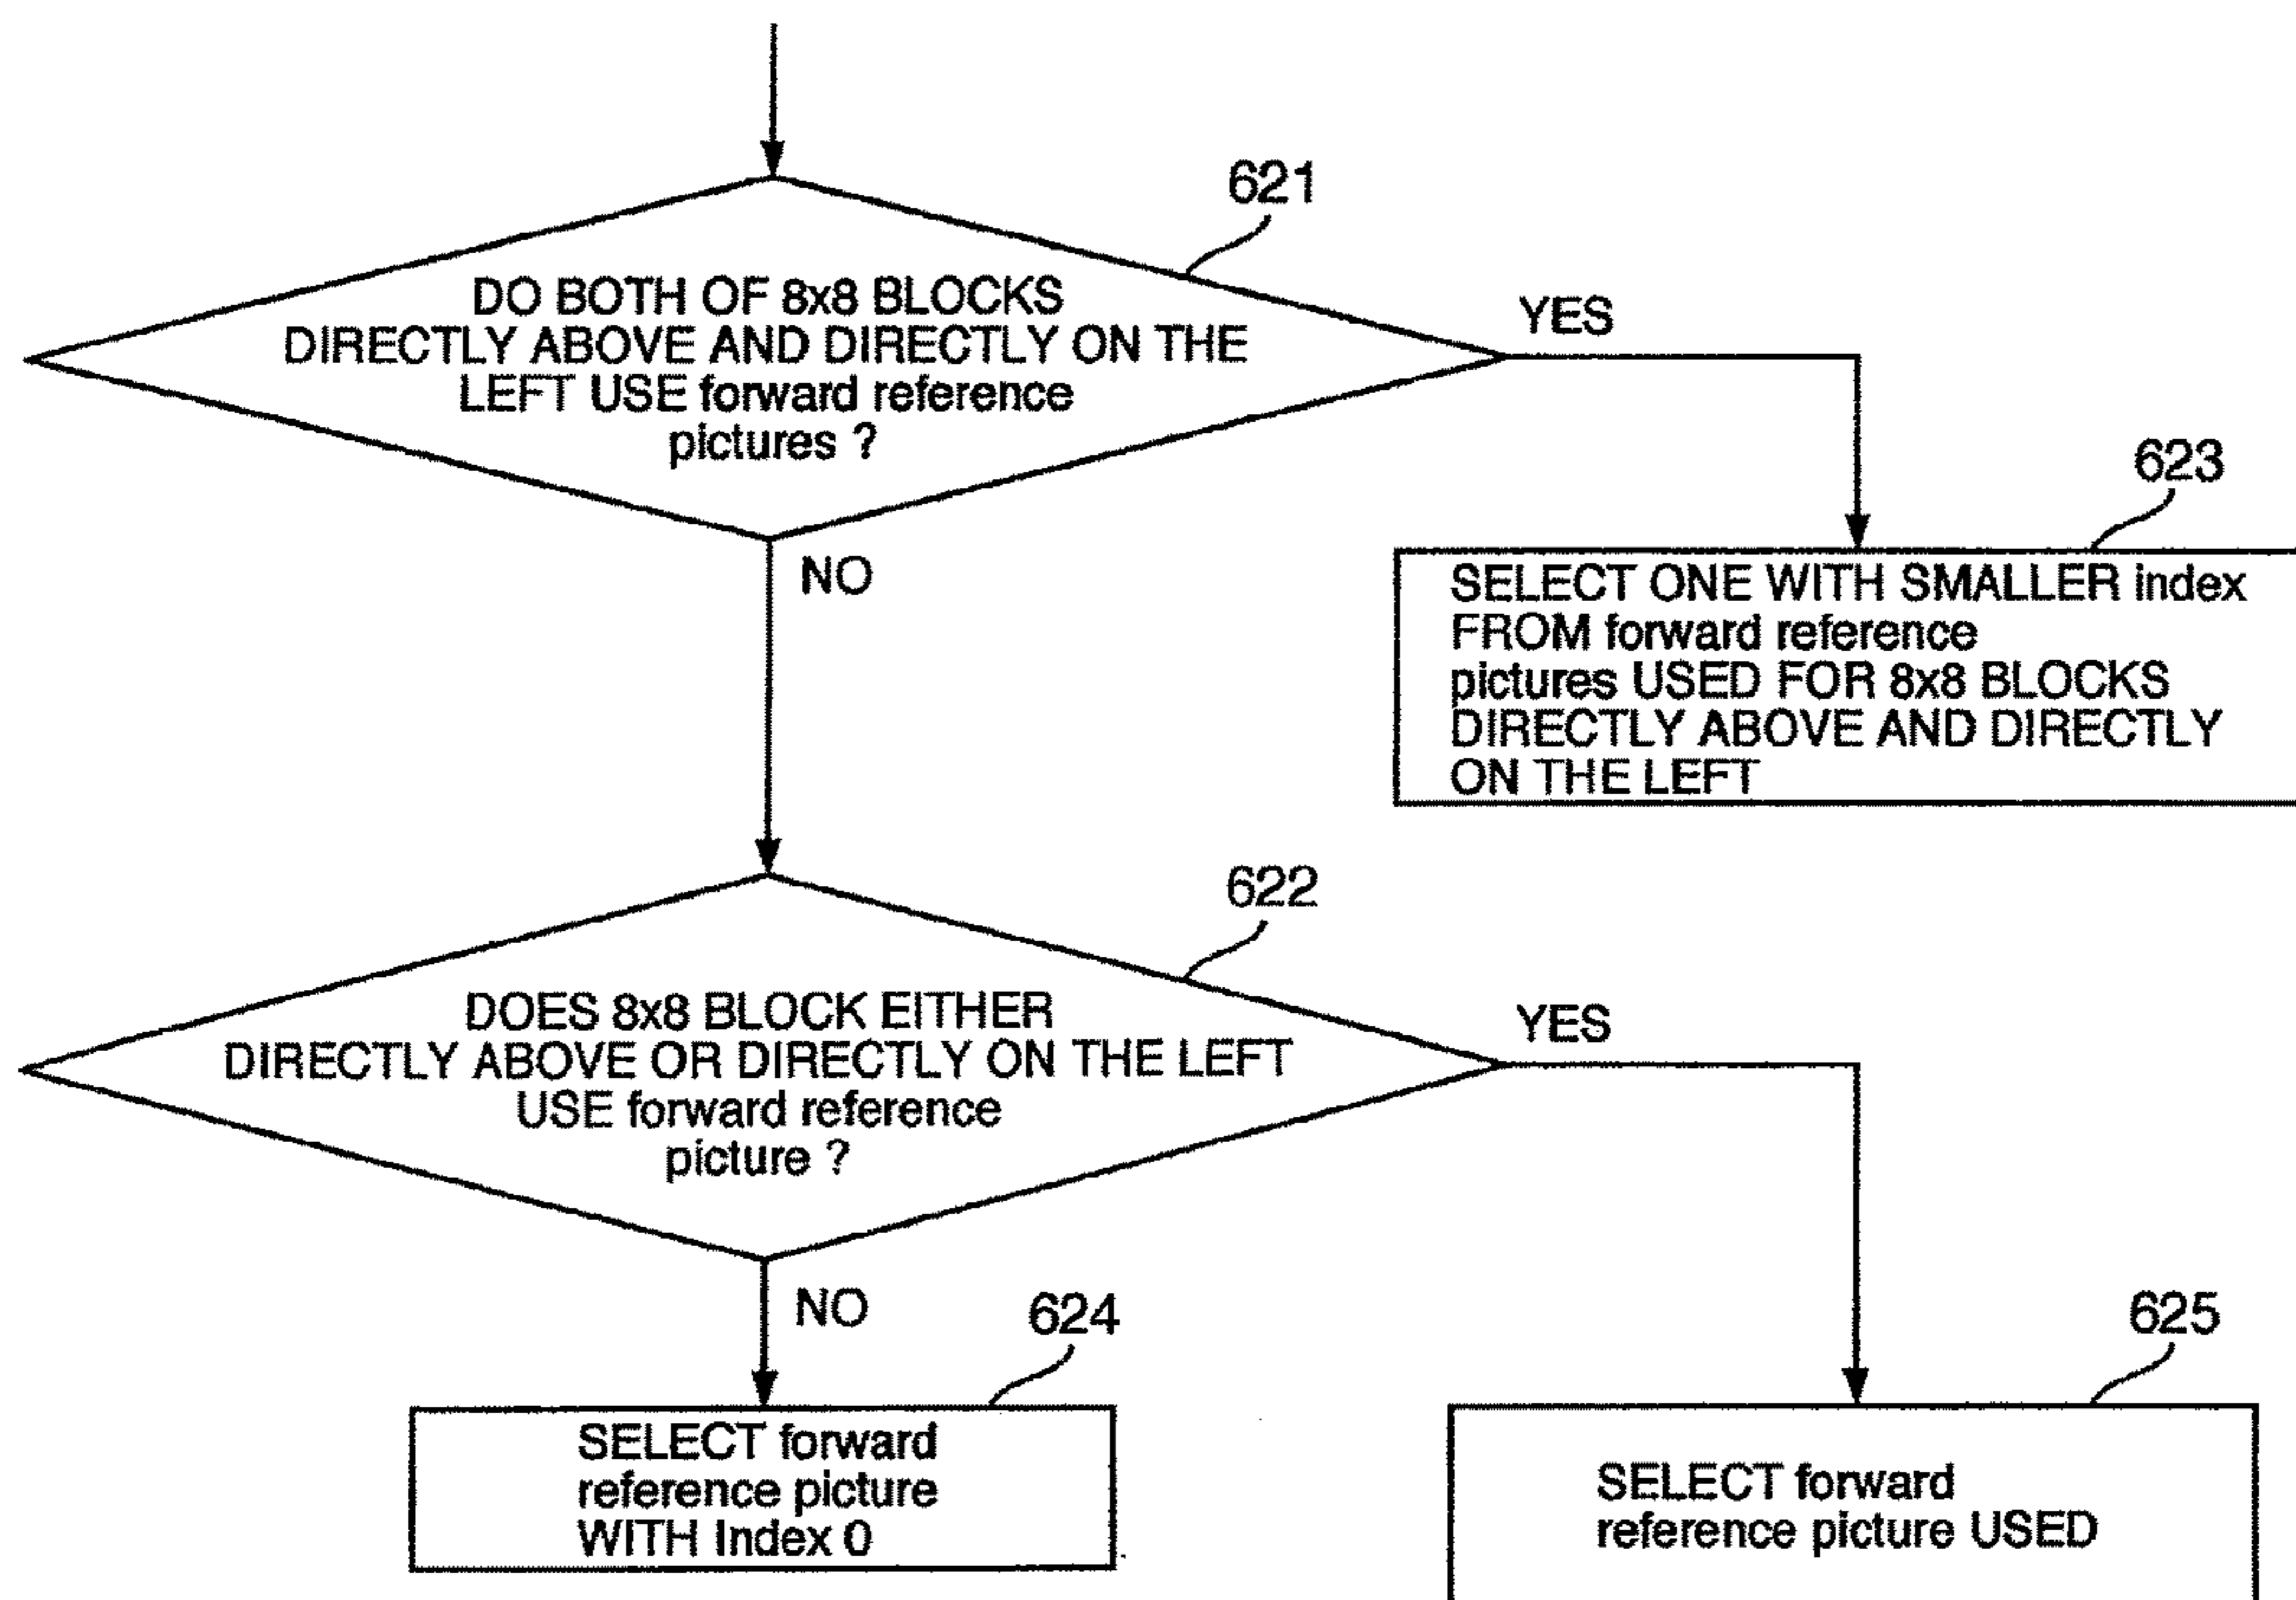 621
DO BOTH OF 8x8 BLOCKS
DIRECTLY ABOVE AND DIRECTLY ON THE
LEFT USE forward reference
pictures ?
YES
NO
623
SELECT ONE WITH SMALLER index
FROM forward reference
pictures USED FOR 8x8 BLOCKS
DIRECTLY ABOVE AND DIRECTLY
ON THE LEFT
622
DOES 8x8 BLOCK EITHER
DIRECTLY ABOVE OR DIRECTLY ON THE LEFT
USE forward reference
picture ?
YES
NO
624
SELECT forward
reference picture
WITH Index 0
625
SELECT forward
reference picture USED